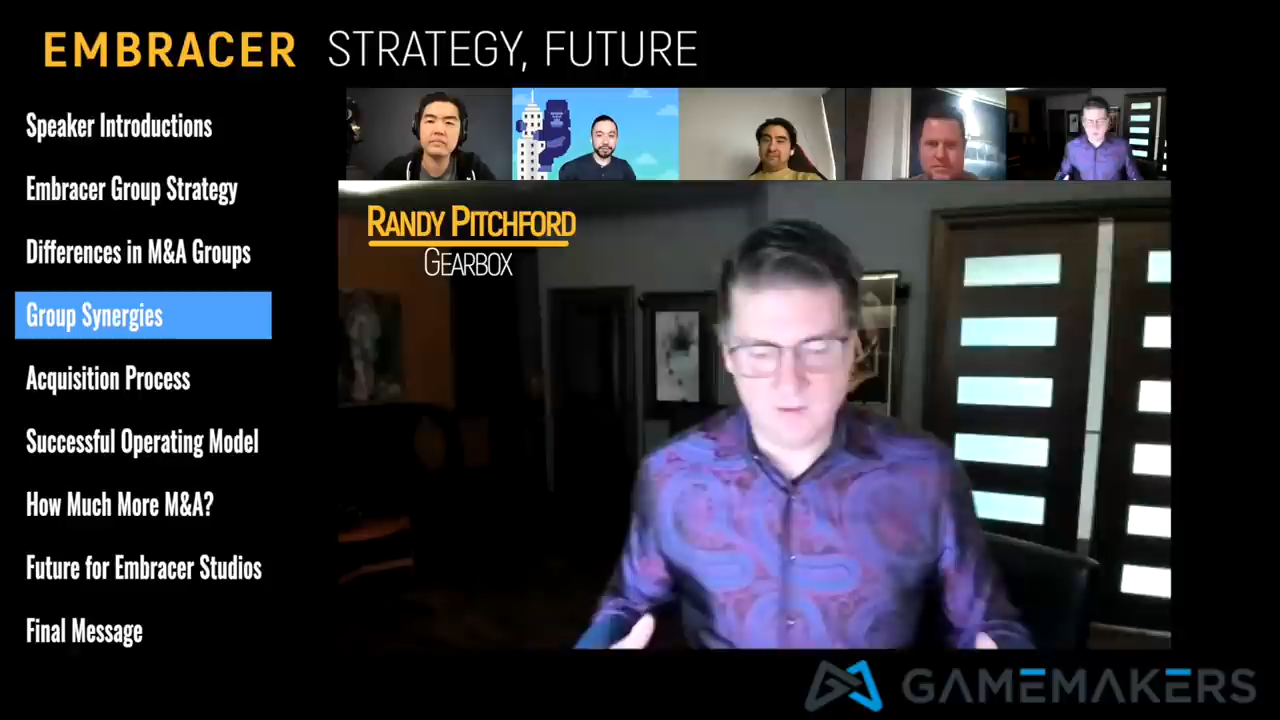 EMBRACER STRATEGY, FUTURE
Speaker Introductions
Embracer Group Strategy
Differences in M&A Groups
Group Synergies
Acquisition Process
Successful Operating Model
How Much More M&A?
Future for Embracer Studios
Final Message
RANDY PITCHFORD
GEARBOX
GAMEMAKERS